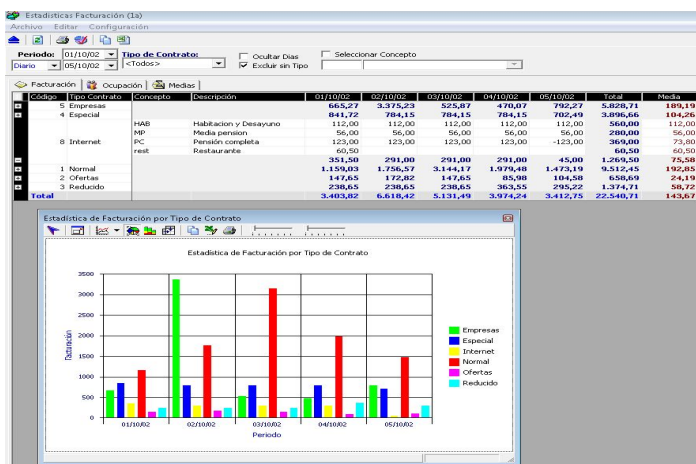 Estadisticas Facturación (1a)
Archivo Editar Configuración
Periodo: 01/10/02 Tipo de Contrato: Ocultar Dias Seleccionar Concepto
Diario 05/10/02 <Todos> Excluir sin Tipo
Facturación Ocupación Medias
Código Tipo Contrato Concepto Descripción 01/10/02 02/10/02 03/10/02 04/10/02 05/10/02 Total Media
5 Empresas 665,27 3.375,23 525,87 470,07 792,27 5.828,71 189,19
4 Especial 841,72 784,15 784,15 784,15 702,49 3.896,66 104,26
HAB Habitacion y Desayuno 112,00 112,00 112,00 112,00 112,00 560,00 50,00
MP Media pension 56,00 56,00 56,00 56,00 56,00 280,00 56,00
8 Internet PC Pensión completa 123,00 123,00 123,00 123,00 -123,00 369,00 73,80
rest Restaurante 60,50 60,50 60,50
351,50 291,00 291,00 291,00 45,00 1.269,50 75,58
1 Normal 1.159,03 1.756,57 3.144,17 1.979,48 1.473,19 9.512,45 192,85
2 Ofertas 147,65 172,82 147,65 85,98 104,58 658,69 24,19
3 Reducido 238,65 238,65 238,65 363,55 295,22 1.374,71 58,72
Total 3.403,82 6.618,42 5.131,49 3.974,24 3.412,75 22.540,71 143,67
Estadística de Facturación por Tipo de Contrato
Estadística de Facturación por Tipo de Contrato
3500
3000
2500
2000
1500
1000
500
0
Facturación
01/10/02 02/10/02 03/10/02 04/10/02 05/10/02
Periodo
Empresas
Especial
Internet
Normal
Ofertas
Reducido